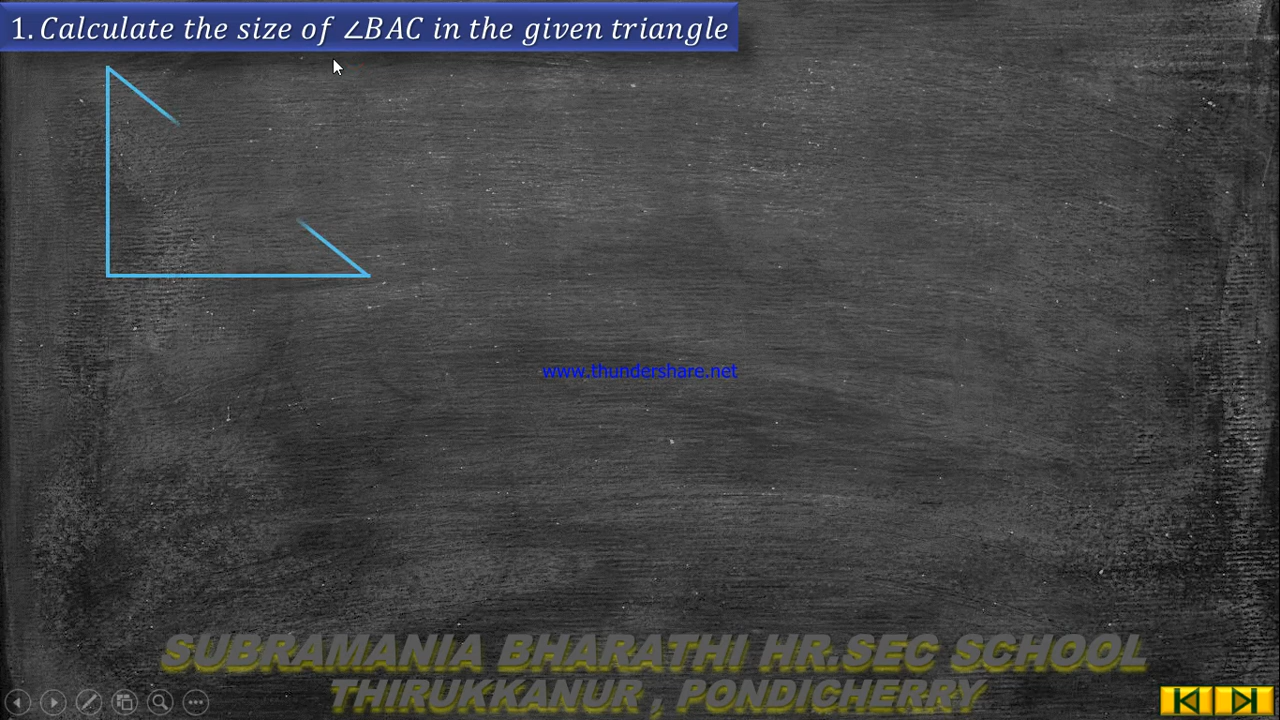 1. Calculate the size of ∠BAC in the given triangle
www.thundershare.net
SUBRAMANIA BHARATHI HR.SEC SCHOOL
THIRUKKANUR , PONDICHERRY